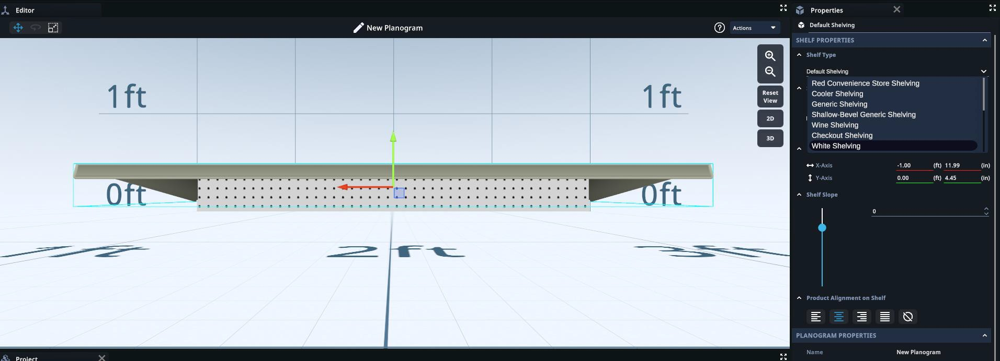 Editor
Properties
New Planogram
Actions
Default Shelving
SHELF PROPERTIES
Shelf Type
Default Shelving
Red Convenience Store Shelving
Cooler Shelving
Generic Shelving
Shallow-Bevel Generic Shelving
Wine Shelving
Checkout Shelving
White Shelving
X-Axis -1.00 (ft) 11.99 (in)
Y-Axis 0.00 (ft) 4.45 (in)
Shelf Slope
0
Product Alignment on Shelf
PLANOGRAM PROPERTIES
Name New Planogram
Reset
View
2D
3D
1ft 1ft
0ft 0ft
2 ft
Project